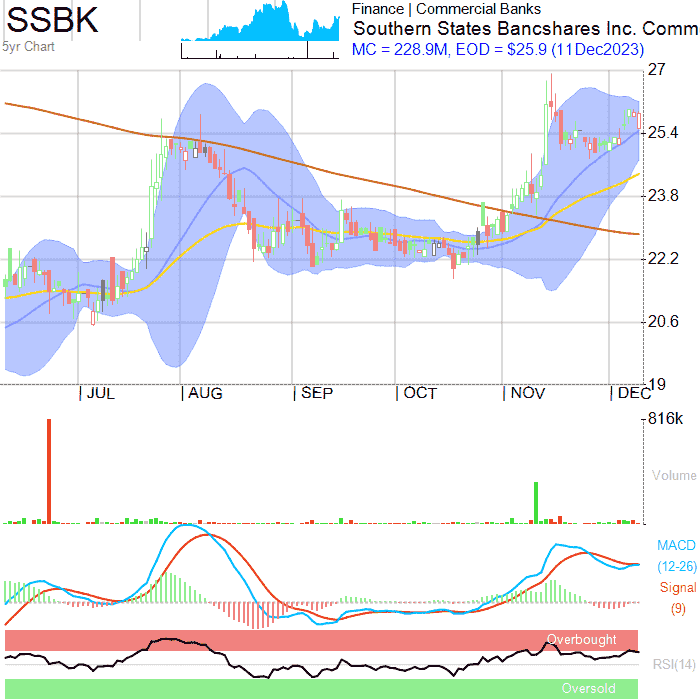 SSBK
5yr Chart
Finance | Commercial Banks
Southern States Bancshares Inc. Comm
MC = 228.9M, EOD = $25.9 (11Dec2023)
27
25.4
23.8
22.2
20.6
19
JUL AUG SEP OCT NOV DEC
816k
Volume
MACD
(12-26)
Signal
(9)
Overbought
RSI(14)
Oversold